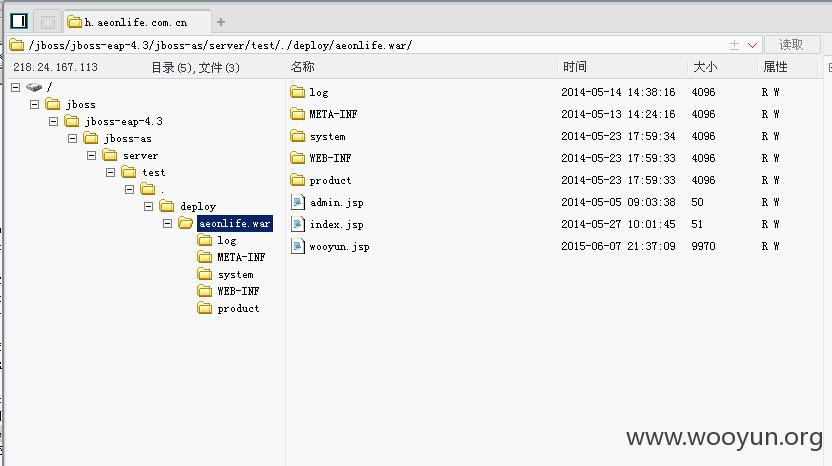 h.aeonlife.com.cn
/jboss/jboss-eap-4.3/jboss-as/server/test/./deploy/aeonlife.war/
读取
218.24.167.113 目录(5),文件(3)
名称 时间 大小 属性
/
jboss
jboss-eap-4.3
jboss-as
server
test
.
deploy
aeonlife.war
log
META-INF
system
WEB-INF
product
log 2014-05-14 14:38:16 4096 R W
META-INF 2014-05-13 14:24:16 4096 R W
system 2014-05-23 17:59:34 4096 R W
WEB-INF 2014-05-23 17:59:33 4096 R W
product 2014-05-23 17:59:33 4096 R W
admin.jsp 2014-05-05 09:03:38 50 R W
index.jsp 2014-05-27 10:01:45 51 R W
wooyun.jsp 2015-06-07 21:37:09 9970 R W
www.wooyun.org